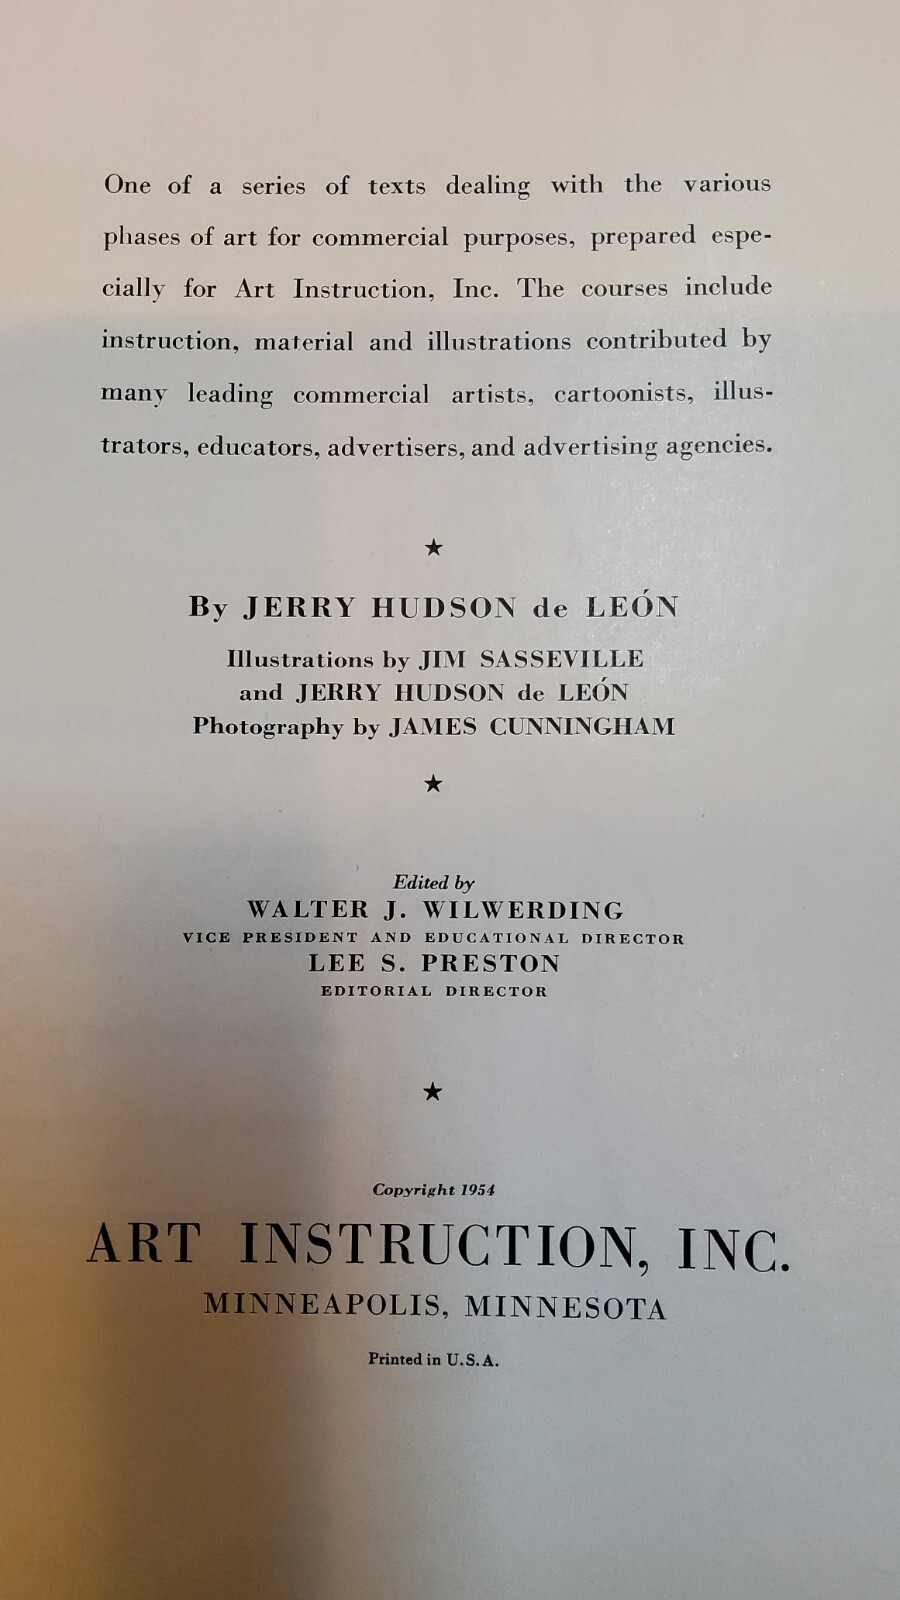 One of a series of texts dealing with the various
phases of art for commercial purposes, prepared espe-
cially for Art Instruction, Inc. The courses include
instruction, material and illustrations contributed by
many leading commercial artists, cartoonists, illus-
trators, educators, advertisers, and advertising agencies.
★
By JERRY HUDSON de LEÓN
Illustrations by JIM SASSEVILLE
and JERRY HUDSON de LEÓN
Photography by JAMES CUNNINGHAM
★
Edited by
WALTER J. WILWERDING
VICE PRESIDENT AND EDUCATIONAL DIRECTOR
LEE S. PRESTON
EDITORIAL DIRECTOR
★
Copyright 1954
ART INSTRUCTION, INC.
MINNEAPOLIS, MINNESOTA
Printed in U.S.A.